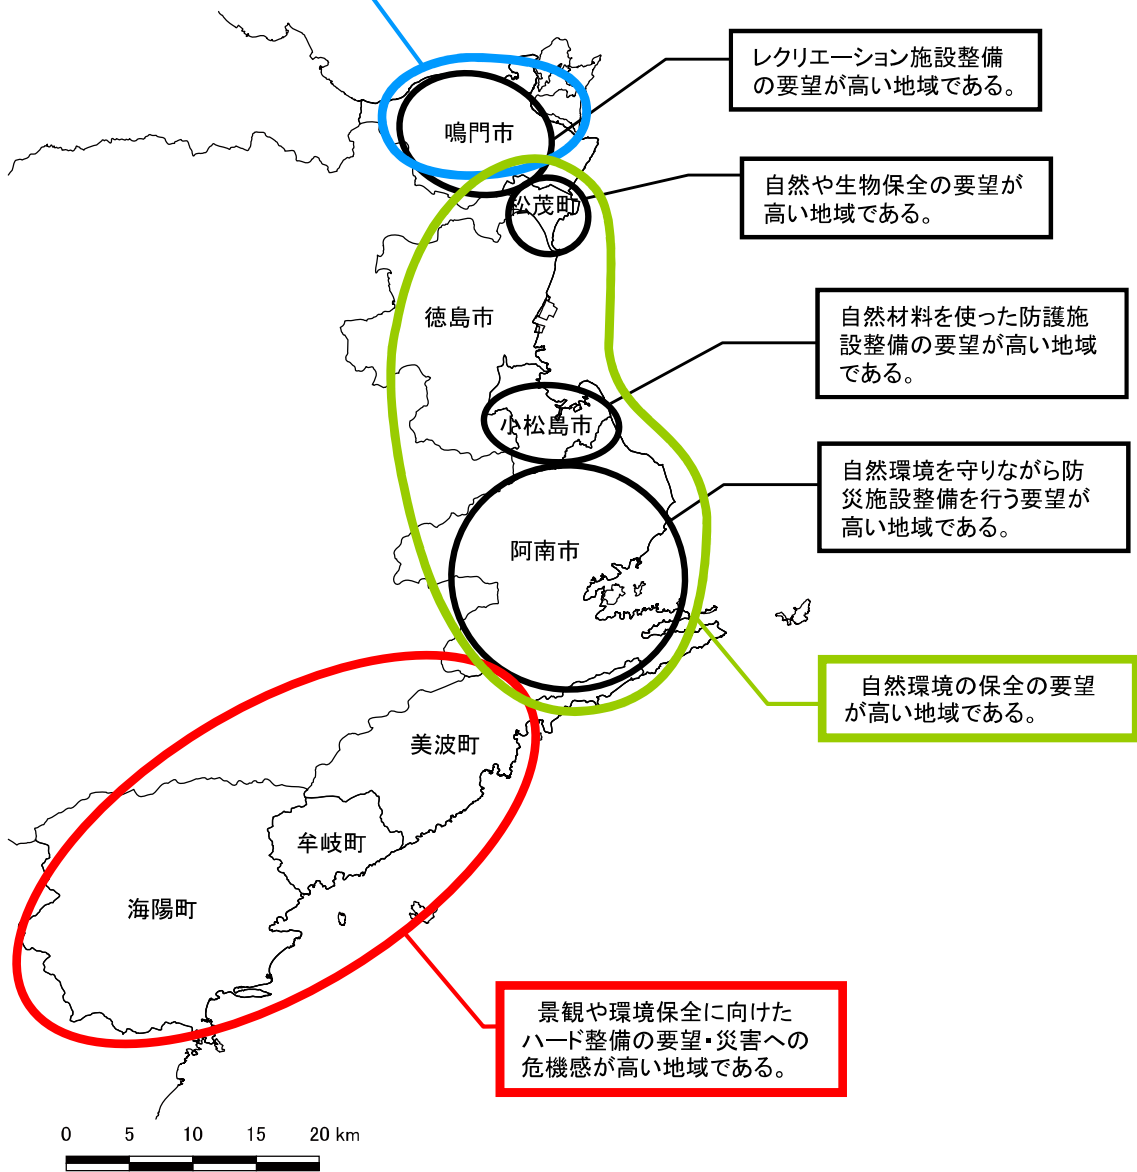 レクリエーション施設整備
の要望が高い地域である。
鳴門市
自然や生物保全の要望が
高い地域である。
松茂町
徳島市
自然材料を使った防護施
設整備の要望が高い地域
である。
小松島市
自然環境を守りながら防
災施設整備を行う要望が
高い地域である。
阿南市
自然環境の保全の要望
が高い地域である。
美波町
牟岐町
海陽町
景観や環境保全に向けた
ハード整備の要望・災害への
危機感が高い地域である。
0 5 10 15 20 km